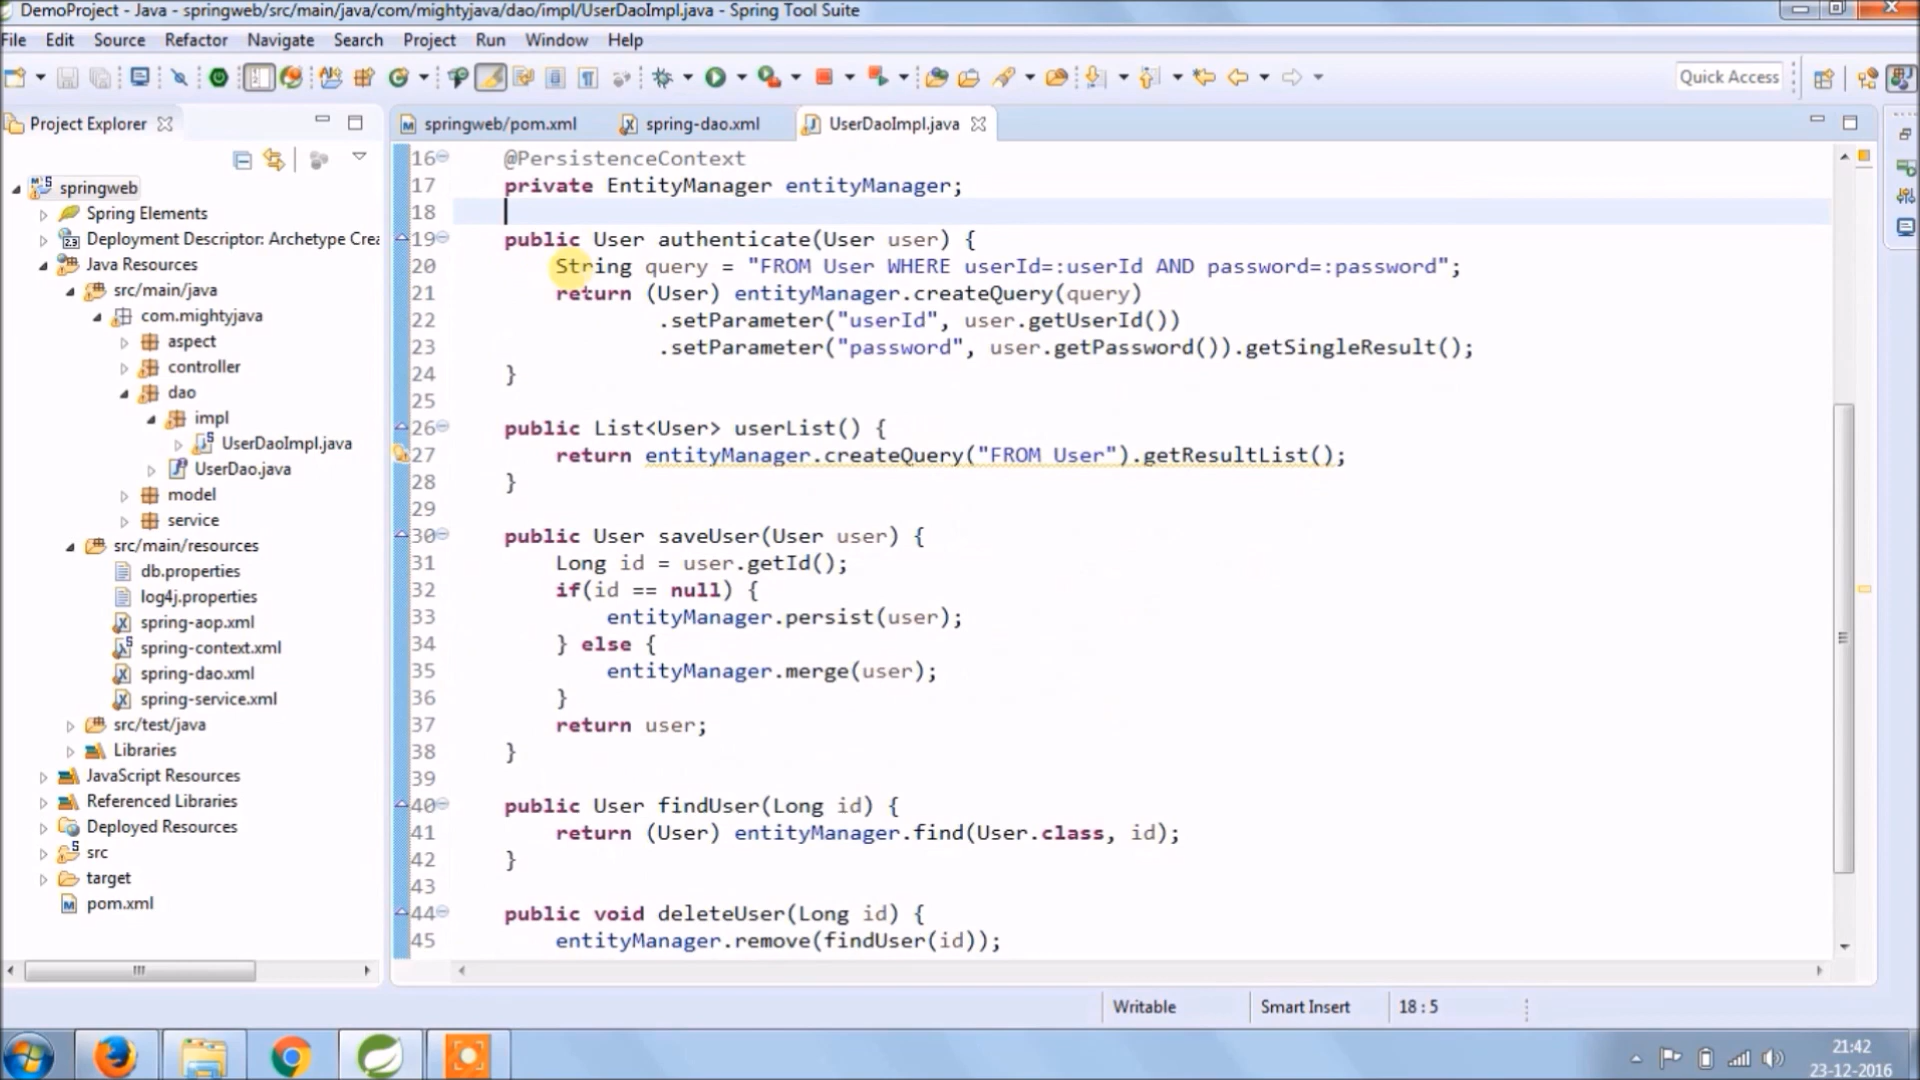 DemoProject - Java - springweb/src/main/java/com/mightyjava/dao/impl/UserDaoImpl.java - Spring Tool Suite
File Edit Source Refactor Navigate Search Project Run Window Help
Quick Access
Project Explorer
springweb/pom.xml
spring-dao.xml
UserDaoImpl.java
springweb
Spring Elements
Deployment Descriptor: Archetype Crea
Java Resources
src/main/java
com.mightyjava
aspect
controller
dao
impl
UserDaoImpl.java
UserDao.java
model
service
src/main/resources
db.properties
log4j.properties
spring-aop.xml
spring-context.xml
spring-dao.xml
spring-service.xml
src/test/java
Libraries
JavaScript Resources
Referenced Libraries
Deployed Resources
src
target
pom.xml
16 @PersistenceContext
17 private EntityManager entityManager;
18
19 public User authenticate(User user) {
20 String query = "FROM User WHERE userId=:userId AND password=:password";
21 return (User) entityManager.createQuery(query)
22 .setParameter("userId", user.getUserId())
23 .setParameter("password", user.getPassword()).getSingleResult();
24 }
25
26 public List<User> userList() {
27 return entityManager.createQuery("FROM User").getResultList();
28 }
29
30 public User saveUser(User user) {
31 Long id = user.getId();
32 if(id == null) {
33 entityManager.persist(user);
34 } else {
35 entityManager.merge(user);
36 }
37 return user;
38 }
39
40 public User findUser(Long id) {
41 return (User) entityManager.find(User.class, id);
42 }
43
44 public void deleteUser(Long id) {
45 entityManager.remove(findUser(id));
Writable
Smart Insert
18 : 5
21:42
23-12-2016